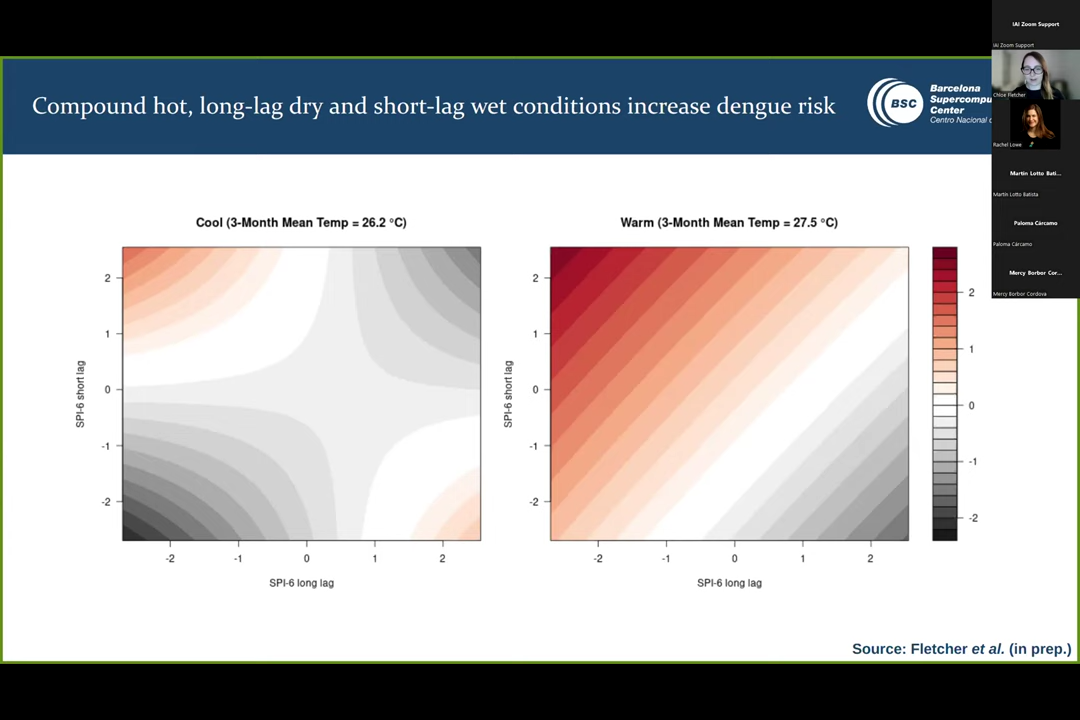 Compound hot, long-lag dry and short-lag wet conditions increase dengue risk
BSC
Barcelona
Supercompu
Center
Centro Nacional
IAI Zoom Support
IAI Zoom Support
Chloe Fletcher
Rachel Lowe
Martin Lotto Bati...
Martín Lotto Batista
Paloma Cárcamo
Paloma Cárcamo
Mercy Borbor Cor...
Mercy Borbor Cordova
Cool (3-Month Mean Temp = 26.2 °C)
2
1
0
-1
-2
SPI-6 short lag
-2 -1 0 1 2
SPI-6 long lag
Warm (3-Month Mean Temp = 27.5 °C)
2
1
0
-1
-2
SPI-6 short lag
-2 -1 0 1 2
SPI-6 long lag
2
1
0
-1
-2
Source: Fletcher et al. (in prep.)